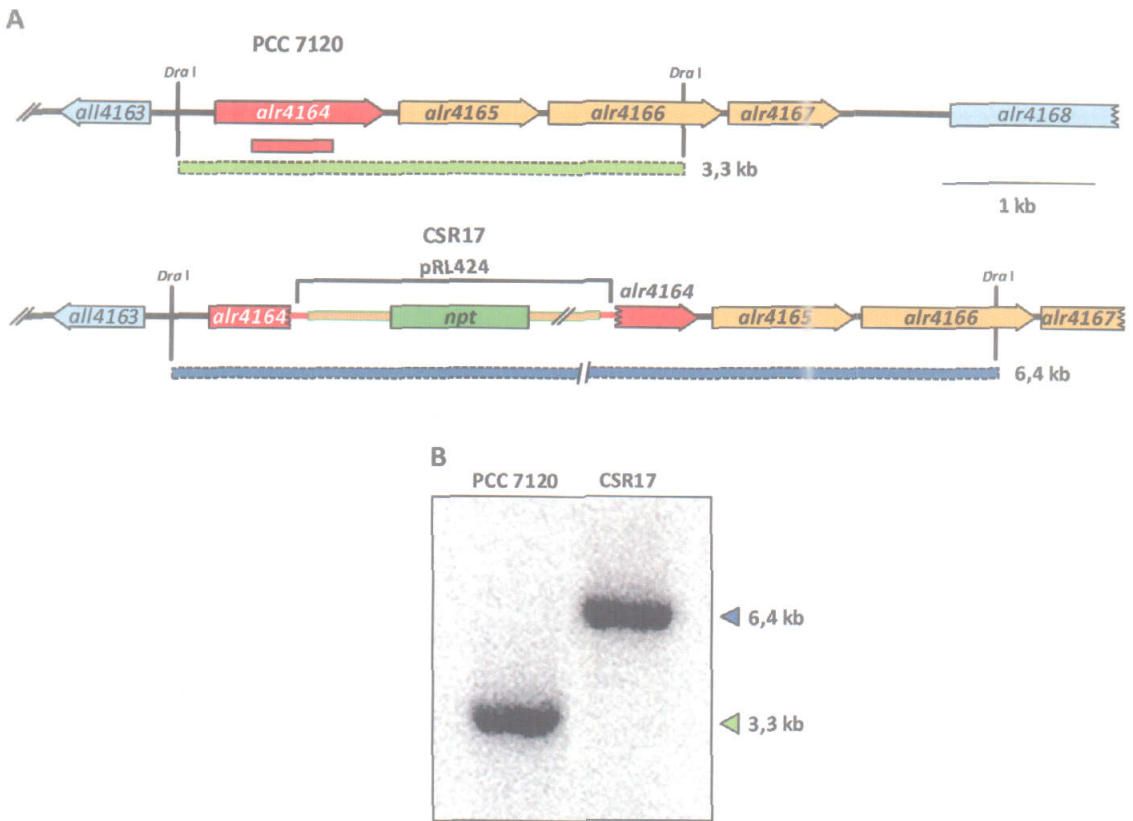 A
PCC 7120
Dra I Dra I
all4163 alr4164 alr4165 alr4166 alr4167 alr4168
3,3 kb
1 kb
CSR17
pRL424
Dra I alr4164 Dra I
all4163 alr4164 npt alr4165 alr4166 alr4167
6,4 kb
B
PCC 7120 CSR17
6,4 kb
3,3 kb